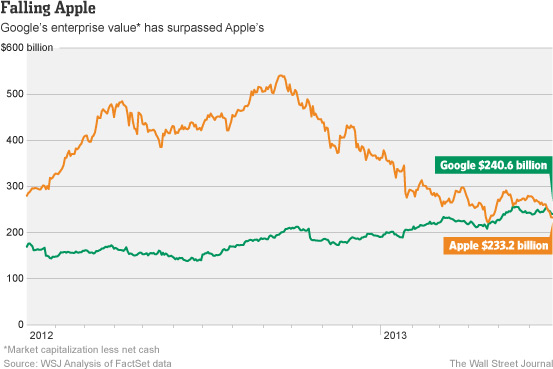 Falling Apple
Google's enterprise value* has surpassed Apple's
$600 billion
500
400
300
200
100
0
Google $240.6 billion
Apple $233.2 billion
2012
2013
*Market capitalization less net cash
Source: WSJ Analysis of FactSet data
The Wall Street Journal